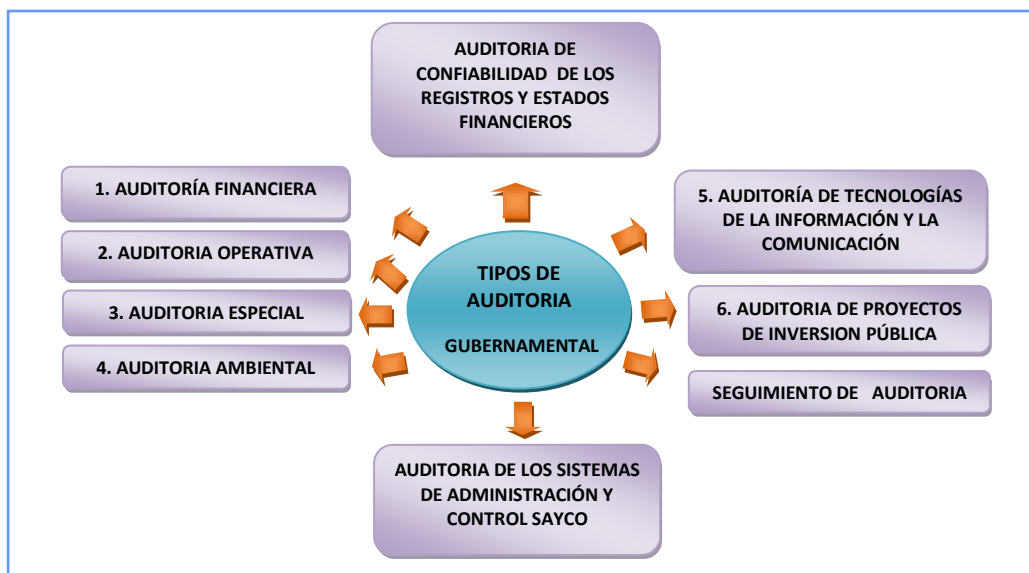 AUDITORIA DE
CONFIABILIDAD DE LOS
REGISTROS Y ESTADOS
FINANCIEROS
1. AUDITORÍA FINANCIERA
2. AUDITORIA OPERATIVA
3. AUDITORIA ESPECIAL
4. AUDITORIA AMBIENTAL
TIPOS DE
AUDITORIA
GUBERNAMENTAL
5. AUDITORÍA DE TECNOLOGÍAS
DE LA INFORMACIÓN Y LA
COMUNICACIÓN
6. AUDITORIA DE PROYECTOS
DE INVERSION PÚBLICA
SEGUIMIENTO DE AUDITORIA
AUDITORIA DE LOS SISTEMAS
DE ADMINISTRACIÓN Y
CONTROL SAYCO